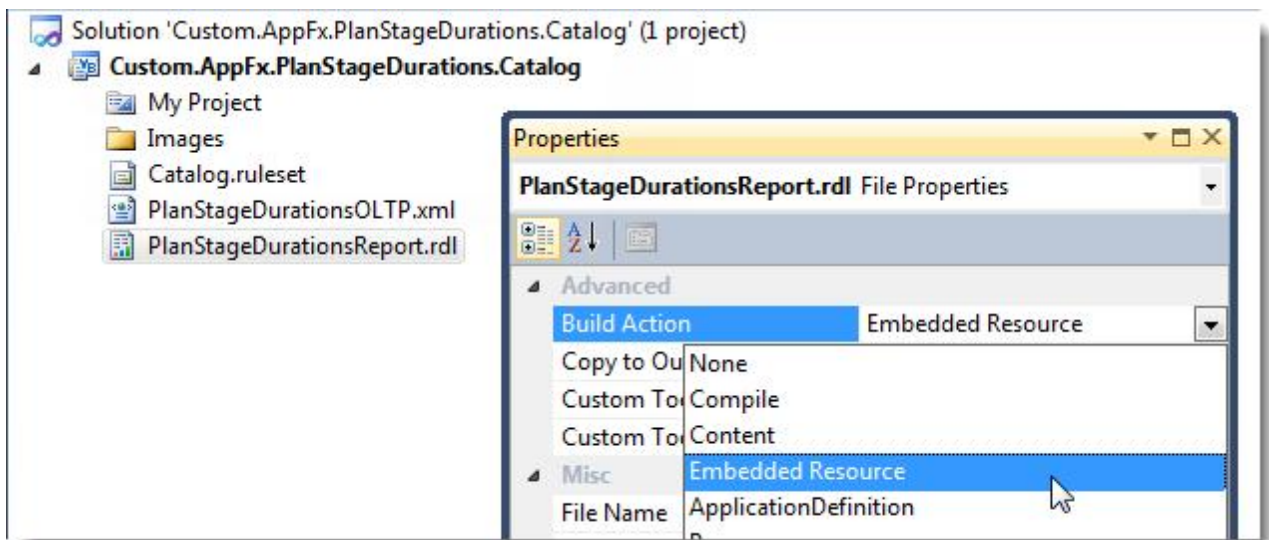 Solution 'Custom.AppFx.PlanStageDurations.Catalog' (1 project)
VB Custom.AppFx.PlanStageDurations.Catalog
My Project
Images
Catalog.ruleset
PlanStageDurationsOLTP.xml
PlanStageDurationsReport.rdl
Properties
PlanStageDurationsReport.rdl File Properties
A Z
Advanced
Build Action Embedded Resource
Copy to Ou
None
Custom To
Compile
Custom To
Content
Misc
Embedded Resource
File Name
ApplicationDefinition